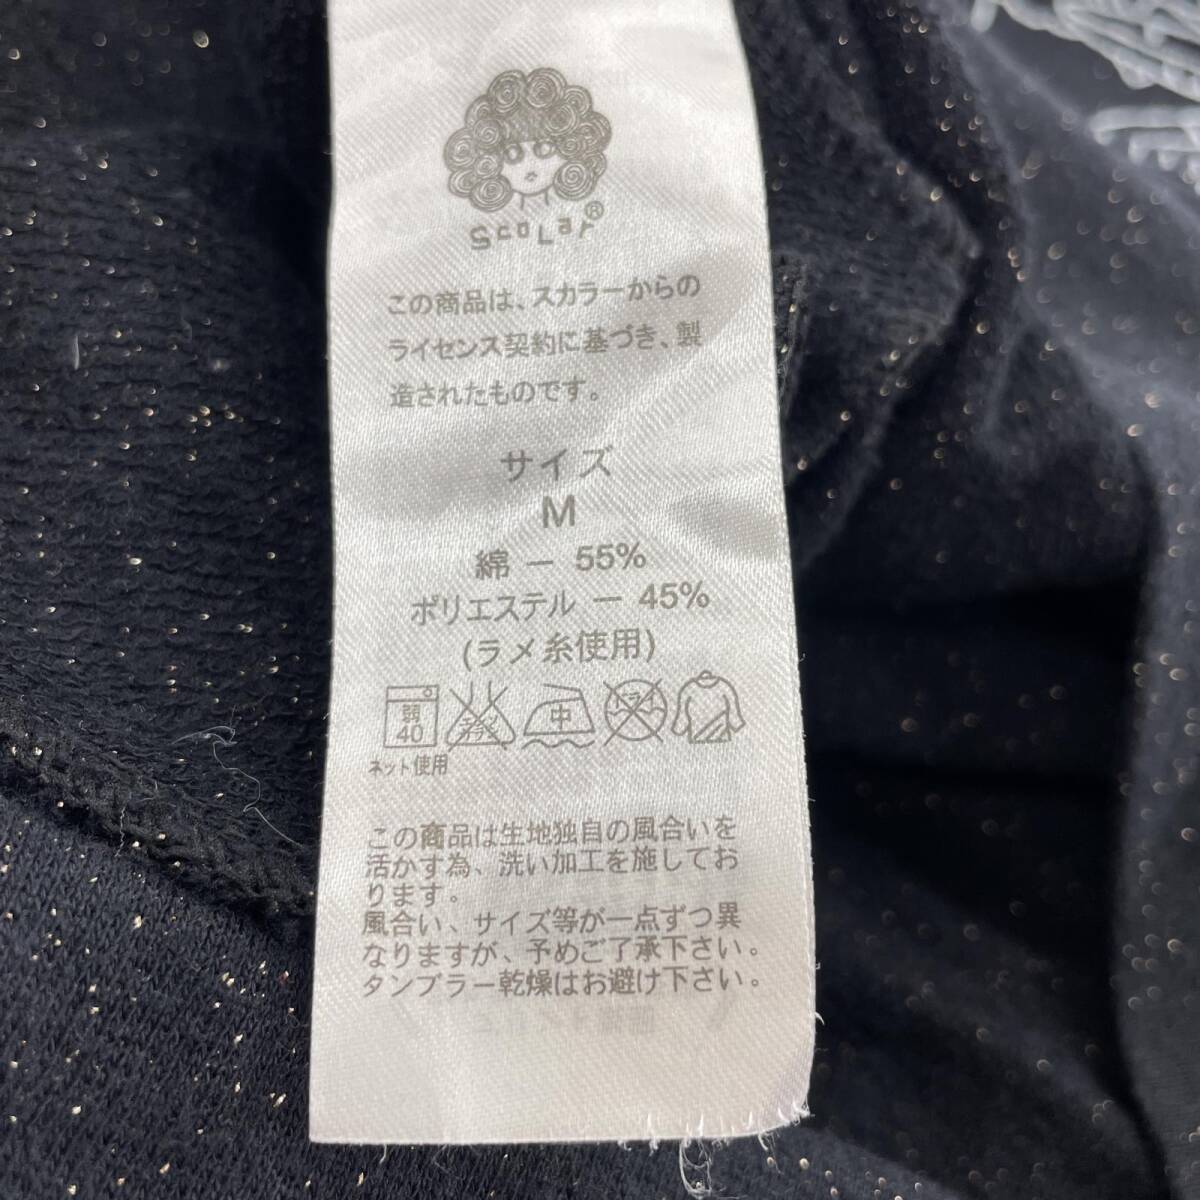 ScoLar®
この商品は、スカラーからの
ライセンス契約に基づき、製
造されたものです。
サイズ
M
綿 － 55%
ポリエステル － 45%
(ラメ糸使用)
弱
40
中
ドライ
ネット使用
この商品は生地独自の風合いを
活かす為、洗い加工を施してお
ります。
風合い、サイズ等が一点ずつ異
なりますが、予めご了承下さい。
タンブラー乾燥はお避け下さい。